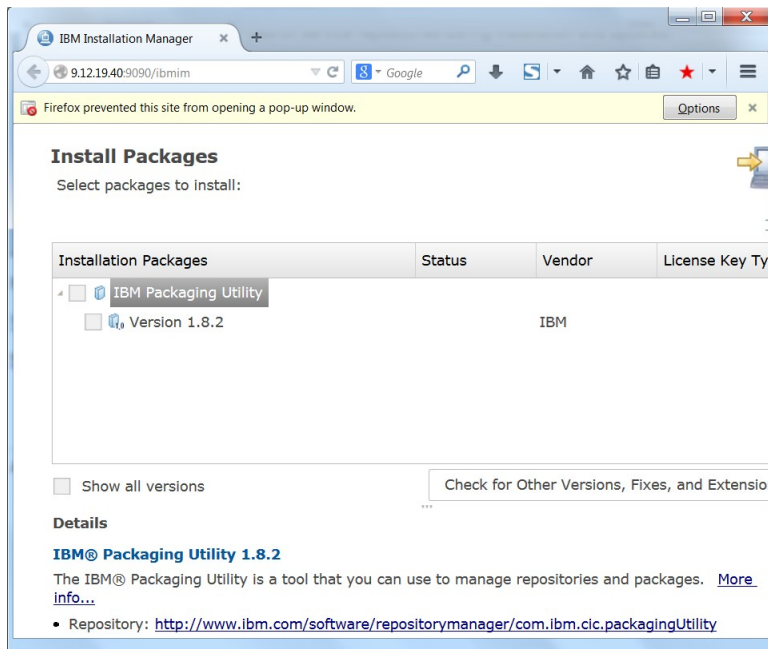 IBM Installation Manager
9.12.19.40:9090/ibmim
Google
Firefox prevented this site from opening a pop-up window.
Options
Install Packages
Select packages to install:
Installation Packages Status Vendor License Key Ty
IBM Packaging Utility
Version 1.8.2 IBM
Show all versions
Check for Other Versions, Fixes, and Extensio
Details
IBM® Packaging Utility 1.8.2
The IBM® Packaging Utility is a tool that you can use to manage repositories and packages. More
info...
• Repository: http://www.ibm.com/software/repositorymanager/com.ibm.cic.packagingUtility